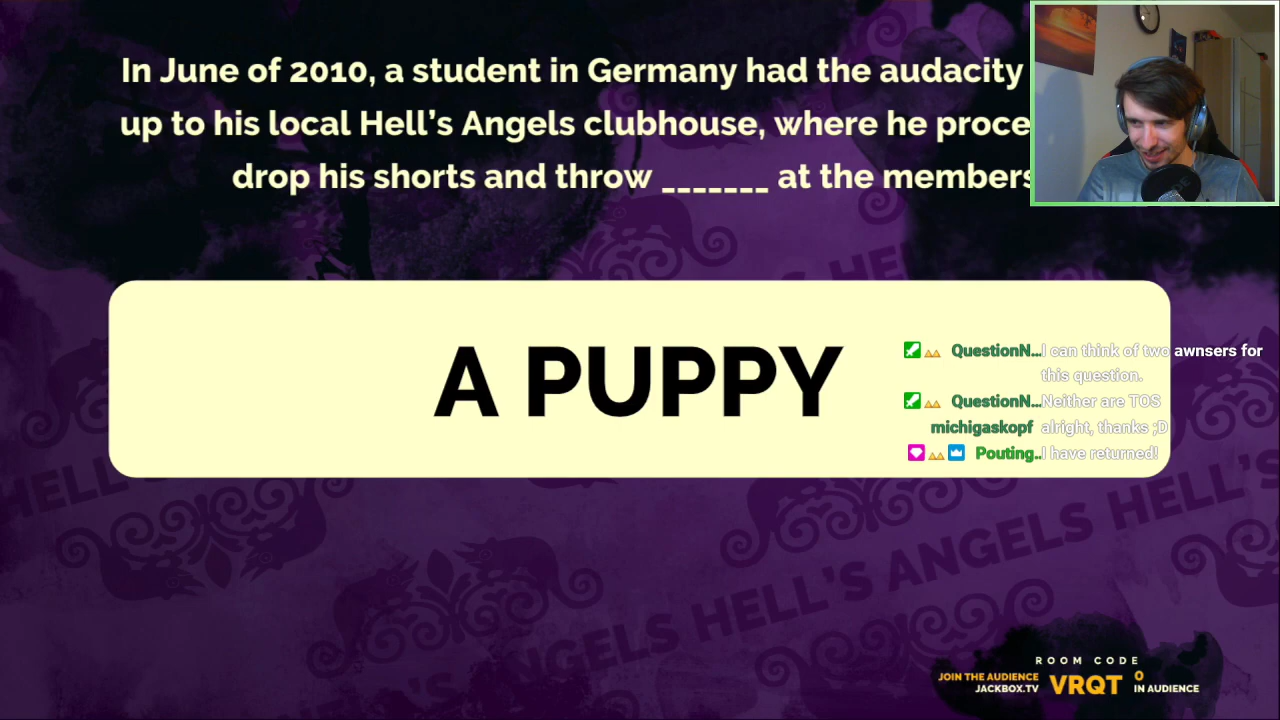 In June of 2010, a student in Germany had the audacity
up to his local Hell's Angels clubhouse, where he proce
drop his shorts and throw _______ at the members
A PUPPY
QuestionN... I can think of two awnsers for
this question.
QuestionN... Neither are TOS
michigaskopf alright, thanks ;D
Pouting.. I have returned!
HELL'S ANGELS HELL'S
ROOM CODE
JOIN THE AUDIENCE
JACKBOX.TV
VRQT
0
IN AUDIENCE